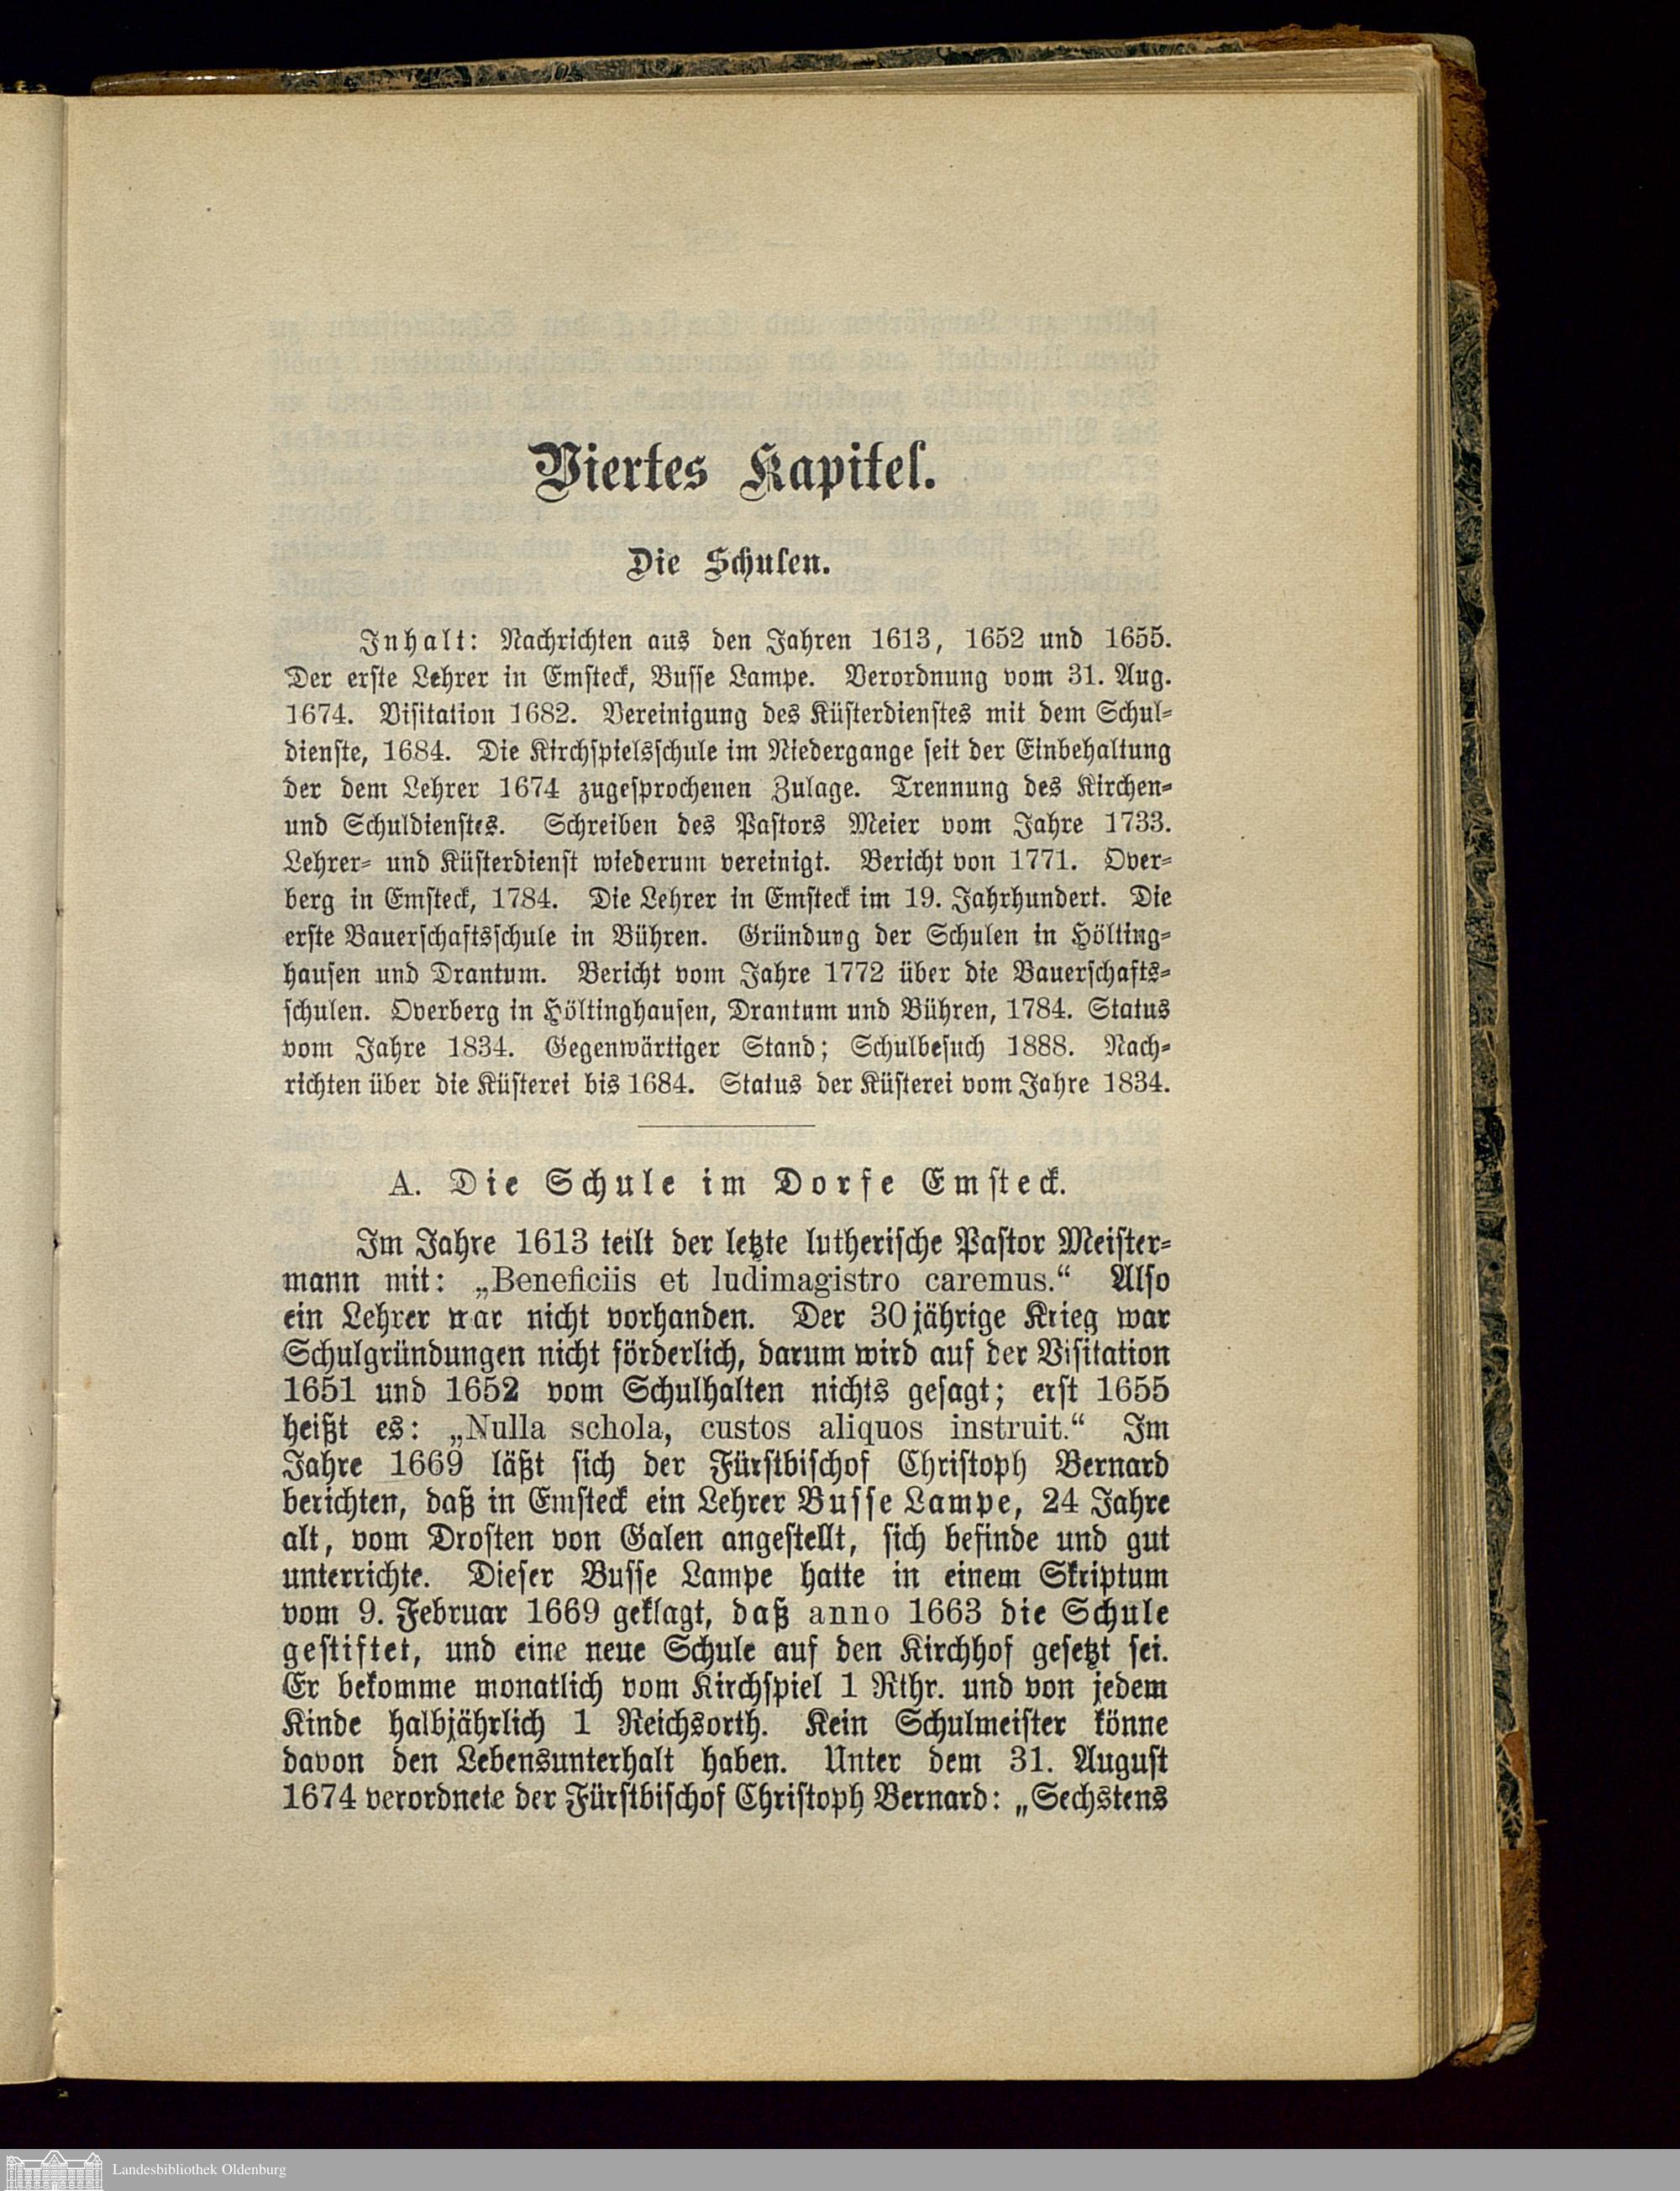 Viertes Kapitel.
Die Schulen.
Inhalt: Nachrichten aus den Jahren 1613, 1652 und 1655.
Der erste Lehrer in Emsteck, Busse Lampe. Verordnung vom 31. Aug.
1674. Visitation 1682. Vereinigung des Küsterdienstes mit dem Schul-
dienste, 1684. Die Kirchspielsschule im Niedergange seit der Einbehaltung
der dem Lehrer 1674 zugesprochenen Zulage. Trennung des Kirchen-
und Schuldienstes. Schreiben des Pastors Meier vom Jahre 1733.
Lehrer- und Küsterdienst wiederum vereinigt. Bericht von 1771. Over-
berg in Emsteck, 1784. Die Lehrer in Emsteck im 19. Jahrhundert. Die
erste Bauerschaftsschule in Bühren. Gründung der Schulen in Hölting-
hausen und Drantum. Bericht vom Jahre 1772 über die Bauerschafts-
schulen. Overberg in Höltinghausen, Drantum und Bühren, 1784. Status
vom Jahre 1834. Gegenwärtiger Stand; Schulbesuch 1888. Nach-
richten über die Küsterei bis 1684. Status der Küsterei vom Jahre 1834.
A. Die Schule im Dorfe Emsteck.
Im Jahre 1613 teilt der letzte lutherische Pastor Meister-
mann mit: „Beneficiis et ludimagistro caremus.“ Also
ein Lehrer war nicht vorhanden. Der 30jährige Krieg war
Schulgründungen nicht förderlich, darum wird auf der Visitation
1651 und 1652 vom Schulhalten nichts gesagt; erst 1655
heißt es: „Nulla schola, custos aliquos instruit.“ Im
Jahre 1669 läßt sich der Fürstbischof Christoph Bernard
berichten, daß in Emsteck ein Lehrer Busse Lampe, 24 Jahre
alt, vom Drosten von Galen angestellt, sich befinde und gut
unterrichte. Dieser Busse Lampe hatte in einem Skriptum
vom 9. Februar 1669 geklagt, daß anno 1663 die Schule
gestiftet, und eine neue Schule auf den Kirchhof gesetzt sei.
Er bekomme monatlich vom Kirchspiel 1 Rthr. und von jedem
Kinde halbjährlich 1 Reichsorth. Kein Schulmeister könne
davon den Lebensunterhalt haben. Unter dem 31. August
1674 verordnete der Fürstbischof Christoph Bernard: „Sechstens
Landesbibliothek Oldenburg